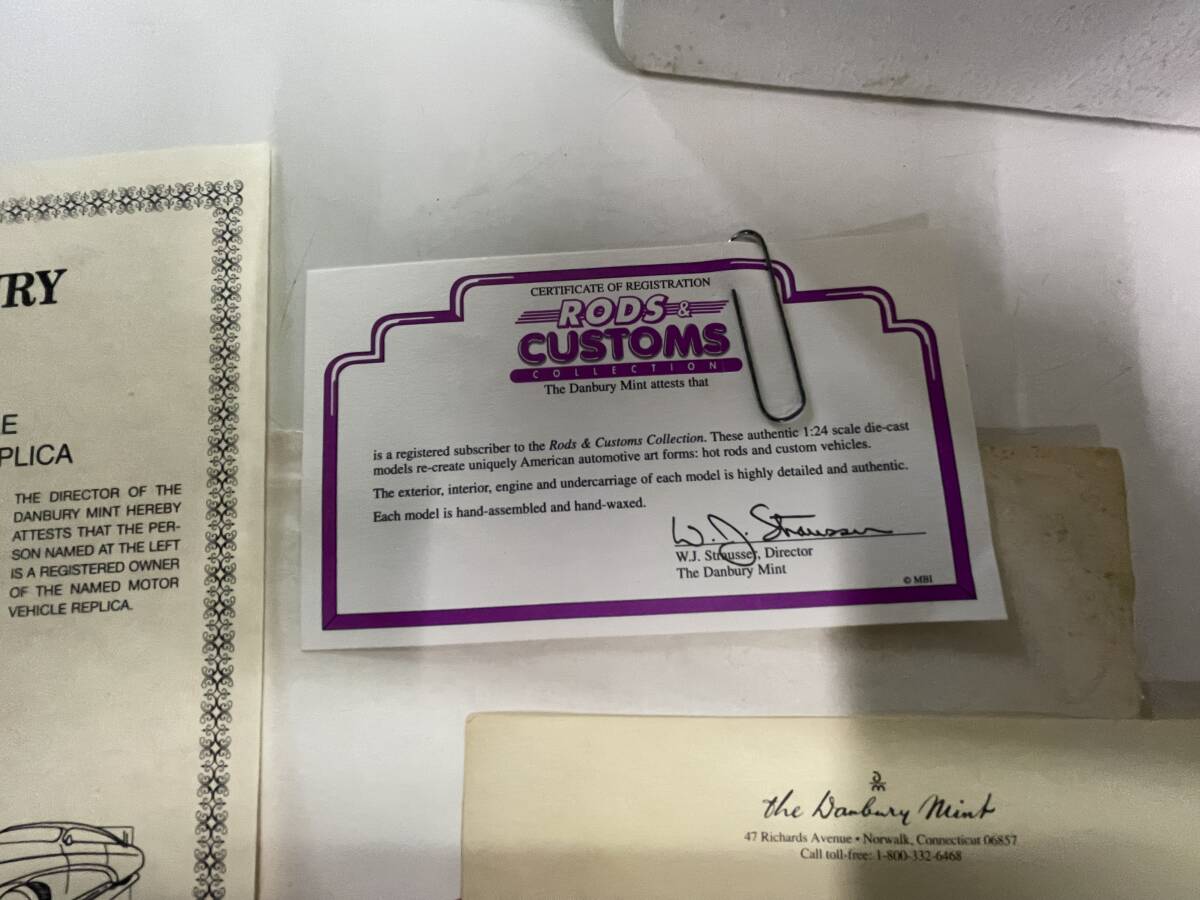 RY
E
PLICA
THE DIRECTOR OF THE
DANBURY MINT HEREBY
ATTESTS THAT THE PER-
SON NAMED AT THE LEFT
IS A REGISTERED OWNER
OF THE NAMED MOTOR
VEHICLE REPLICA.
CERTIFICATE OF REGISTRATION
RODS &
CUSTOMS
COLLECTION
The Danbury Mint attests that
is a registered subscriber to the Rods & Customs Collection. These authentic 1:24 scale die-cast
models re-create uniquely American automotive art forms: hot rods and custom vehicles.
The exterior, interior, engine and undercarriage of each model is highly detailed and authentic.
Each model is hand-assembled and hand-waxed.
W.J. Strausser
W.J. Strausser, Director
The Danbury Mint
© MBI
the Danbury Mint
47 Richards Avenue • Norwalk, Connecticut 06857
Call toll-free: 1-800-332-6468